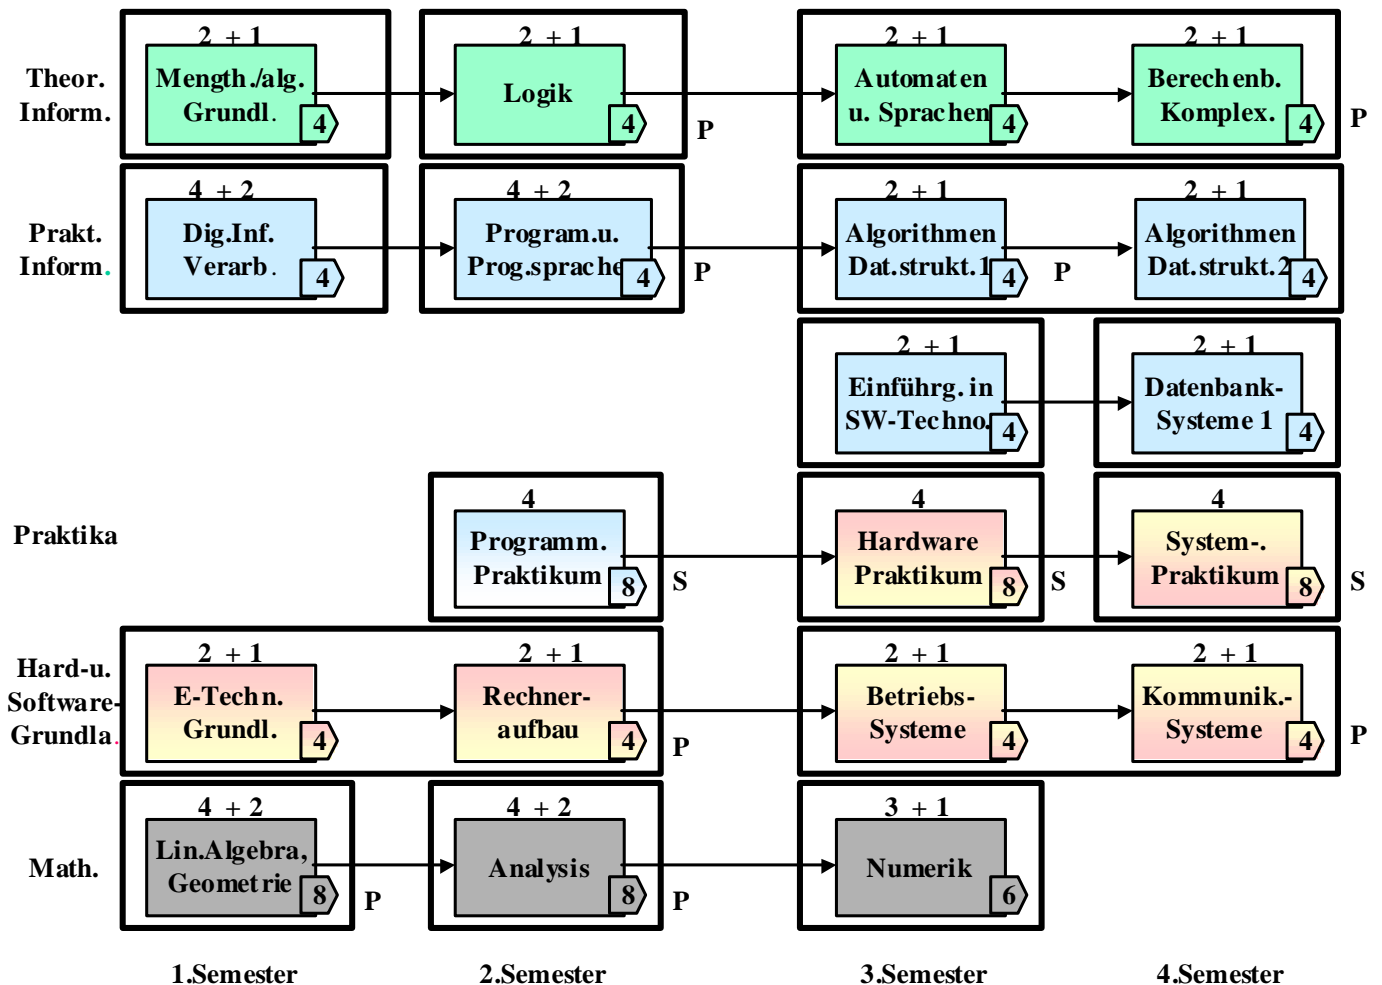 2 + 1
2 + 1
2 + 1
2 + 1
Theor.
Inform.
Mength./alg.
Grundl.
4
Logik
4
P
Automaten
u. Sprachen
4
Berechenb.
Komplex.
4
P
4 + 2
4 + 2
2 + 1
2 + 1
Prakt.
Inform.
Dig.Inf.
Verarb.
4
Program.u.
Prog.sprache
4
P
Algorithmen
Dat.strukt.1
4
P
Algorithmen
Dat.strukt.2
4
2 + 1
2 + 1
Einführg. in
SW-Techno.
4
Datenbank-
Systeme 1
4
4
4
4
Praktika
Programm.
Praktikum
8
S
Hardware
Praktikum
8
S
System-.
Praktikum
8
S
2 + 1
2 + 1
2 + 1
2 + 1
Hard-u.
Software-
Grundla.
E-Techn.
Grundl.
4
Rechner-
aufbau
4
P
Betriebs-
Systeme
4
Kommunik.-
Systeme
4
P
4 + 2
4 + 2
3 + 1
Math.
Lin.Algebra,
Geometrie
8
P
Analysis
8
P
Numerik
6
1.Semester
2.Semester
3.Semester
4.Semester